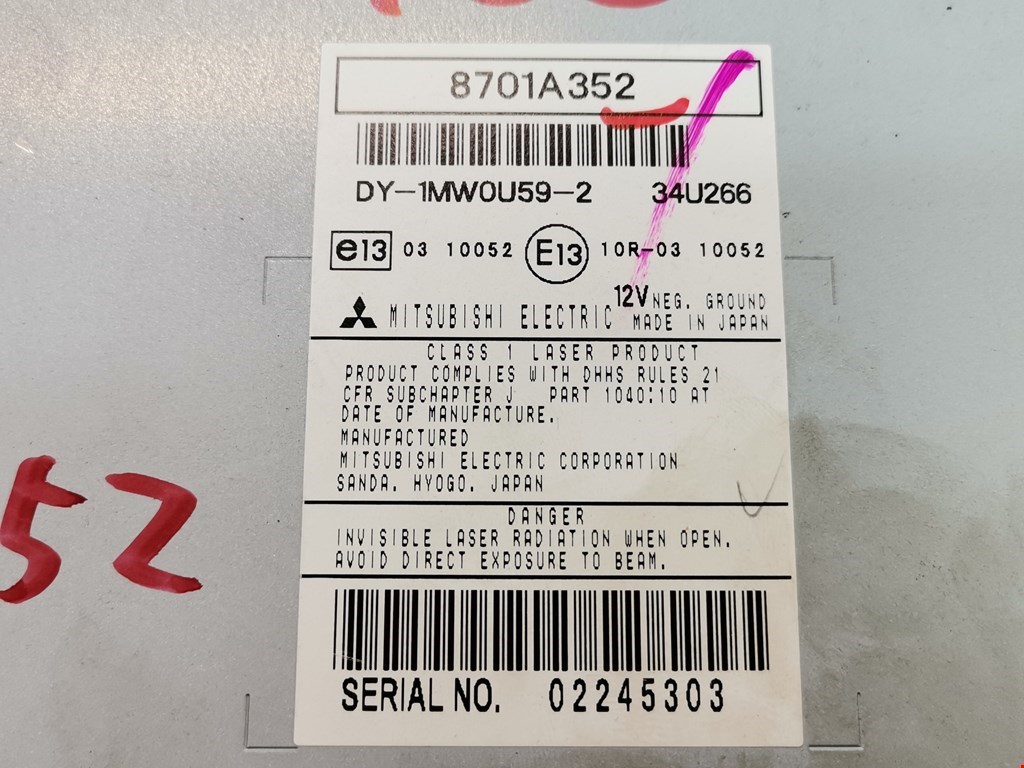 8701A352
DY-1MW0U59-2 34U266
e13 03 10052 E13 10R-03 10052
MITSUBISHI ELECTRIC 12V NEG. GROUND
MADE IN JAPAN
CLASS 1 LASER PRODUCT
PRODUCT COMPLIES WITH DHHS RULES 21
CFR SUBCHAPTER J PART 1040:10 AT
DATE OF MANUFACTURE.
MANUFACTURED
MITSUBISHI ELECTRIC CORPORATION
SANDA, HYOGO, JAPAN
DANGER
INVISIBLE LASER RADIATION WHEN OPEN.
AVOID DIRECT EXPOSURE TO BEAM.
52
SERIAL NO. 02245303